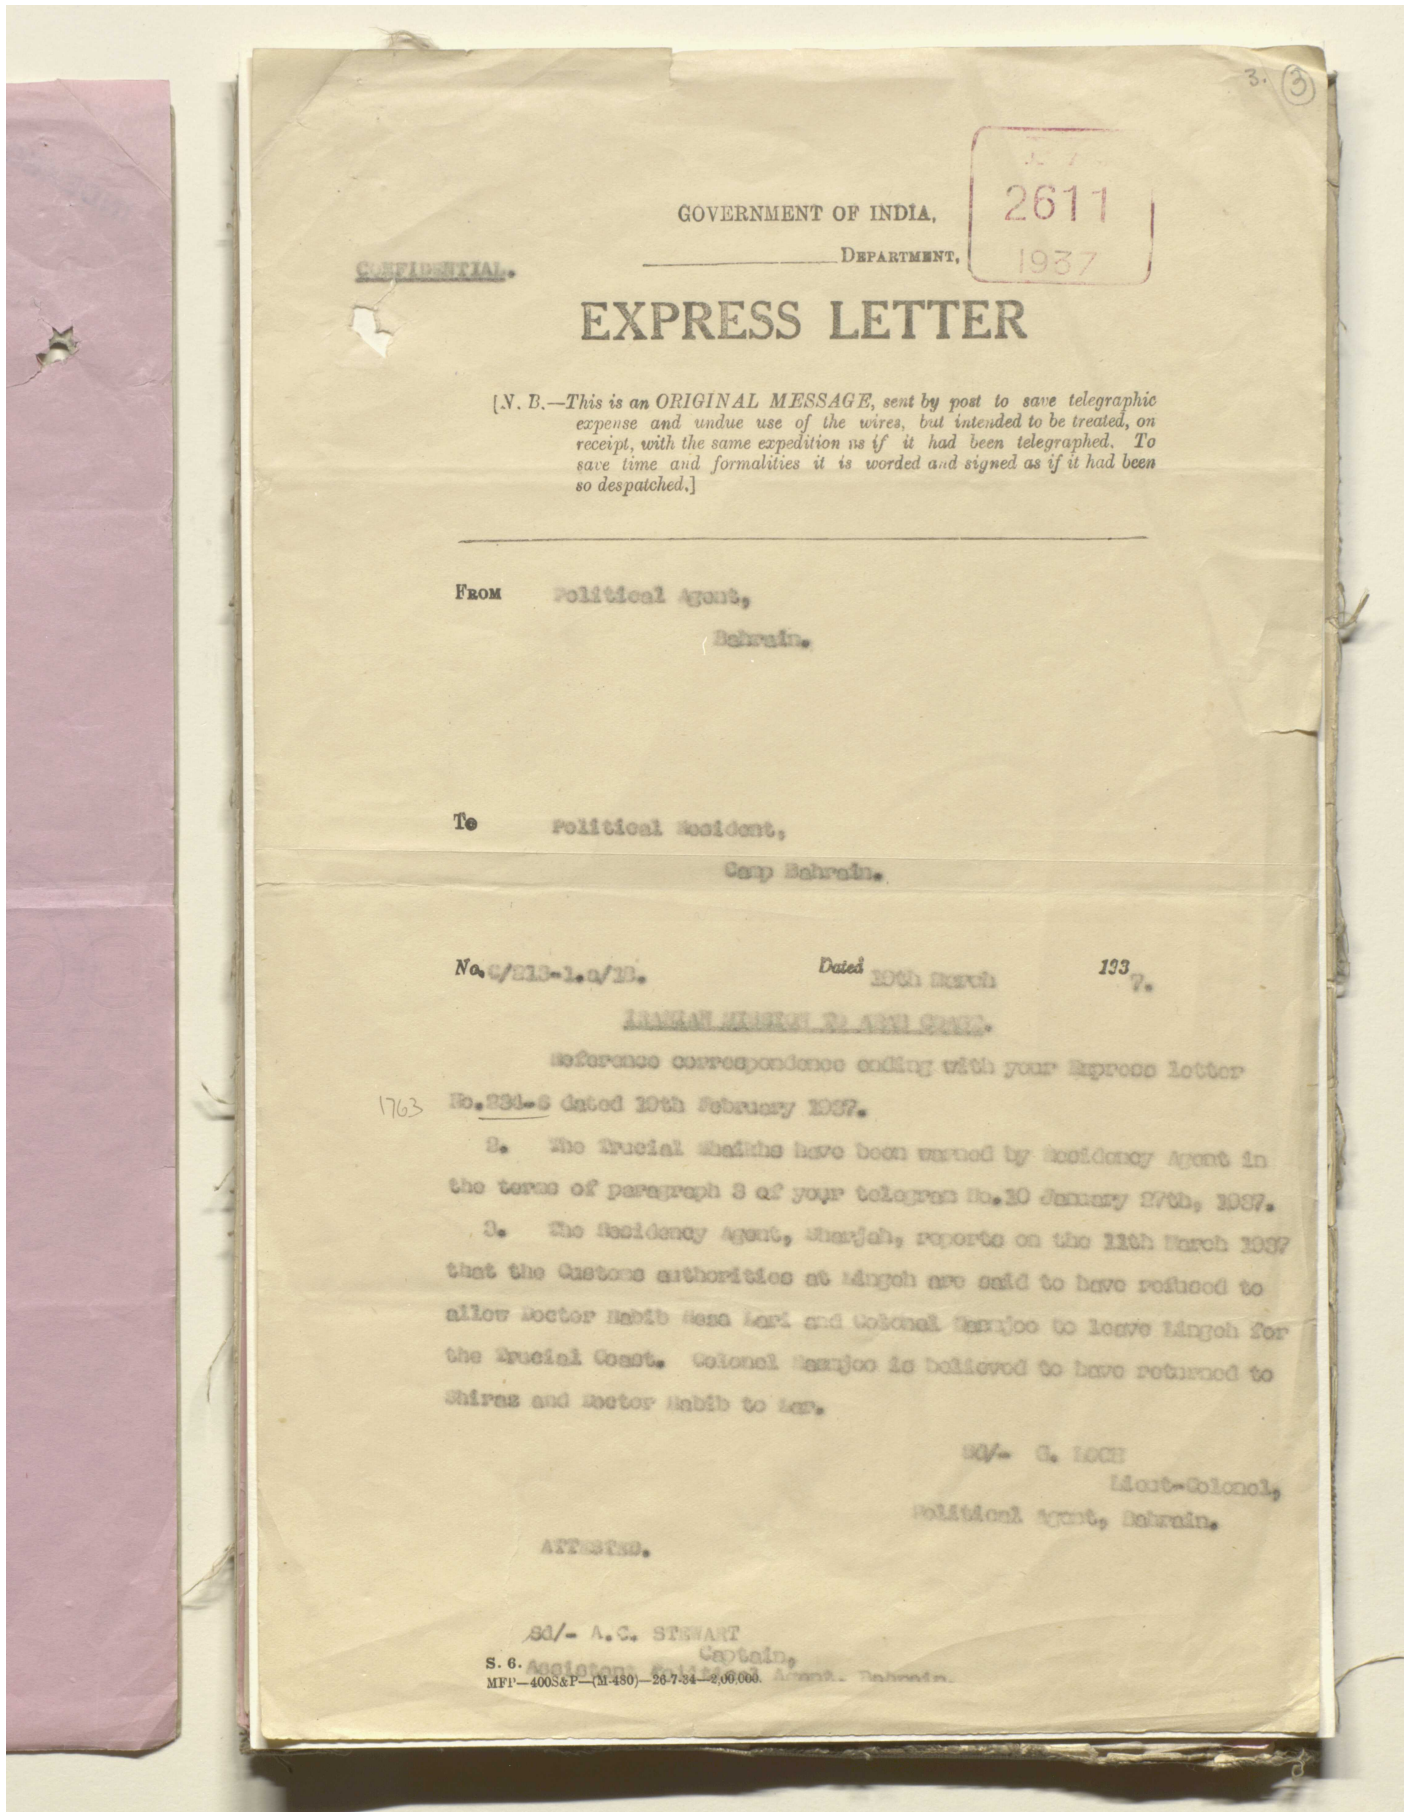 3. 3
P. Z.
2611
1937
GOVERNMENT OF INDIA,
DEPARTMENT,
CONFIDENTIAL.
EXPRESS LETTER
[N. B.—This is an ORIGINAL MESSAGE, sent by post to save telegraphic
expense and undue use of the wires, but intended to be treated, on
receipt, with the same expedition as if it had been telegraphed. To
save time and formalities it is worded and signed as if it had been
so despatched.]
FROM Political Agent,
Bahrain.
To Political Resident,
Camp Bahrain.
No. C/213-1.a/18. Dated 19th March 1937.
IRANIAN MISSION TO ARAB COAST.
Reference correspondence ending with your Express letter
1763 No.234-S dated 19th February 1937.
2. The Trucial Shaikhs have been warned by Residency Agent in
the terms of paragraph 3 of your telegram No.10 January 27th, 1937.
3. The Residency Agent, Sharjah, reports on the 11th March 1937
that the Customs authorities at Lingeh are said to have refused to
allow Doctor Habib Lari and Colonel to leave Lingeh for
the Trucial Coast. Colonel is believed to have returned to
Shiraz and Doctor Habib to Lar.
Sd/- G. LOCH
Lieut-Colonel,
Political Agent, Bahrain.
ATTESTED.
Sd/- A.C. STEWART
Captain,
S. 6. Assistant Political Agent. Bahrain.
MFP—400S&P—(M-480)—26-7-34—2,00,000.